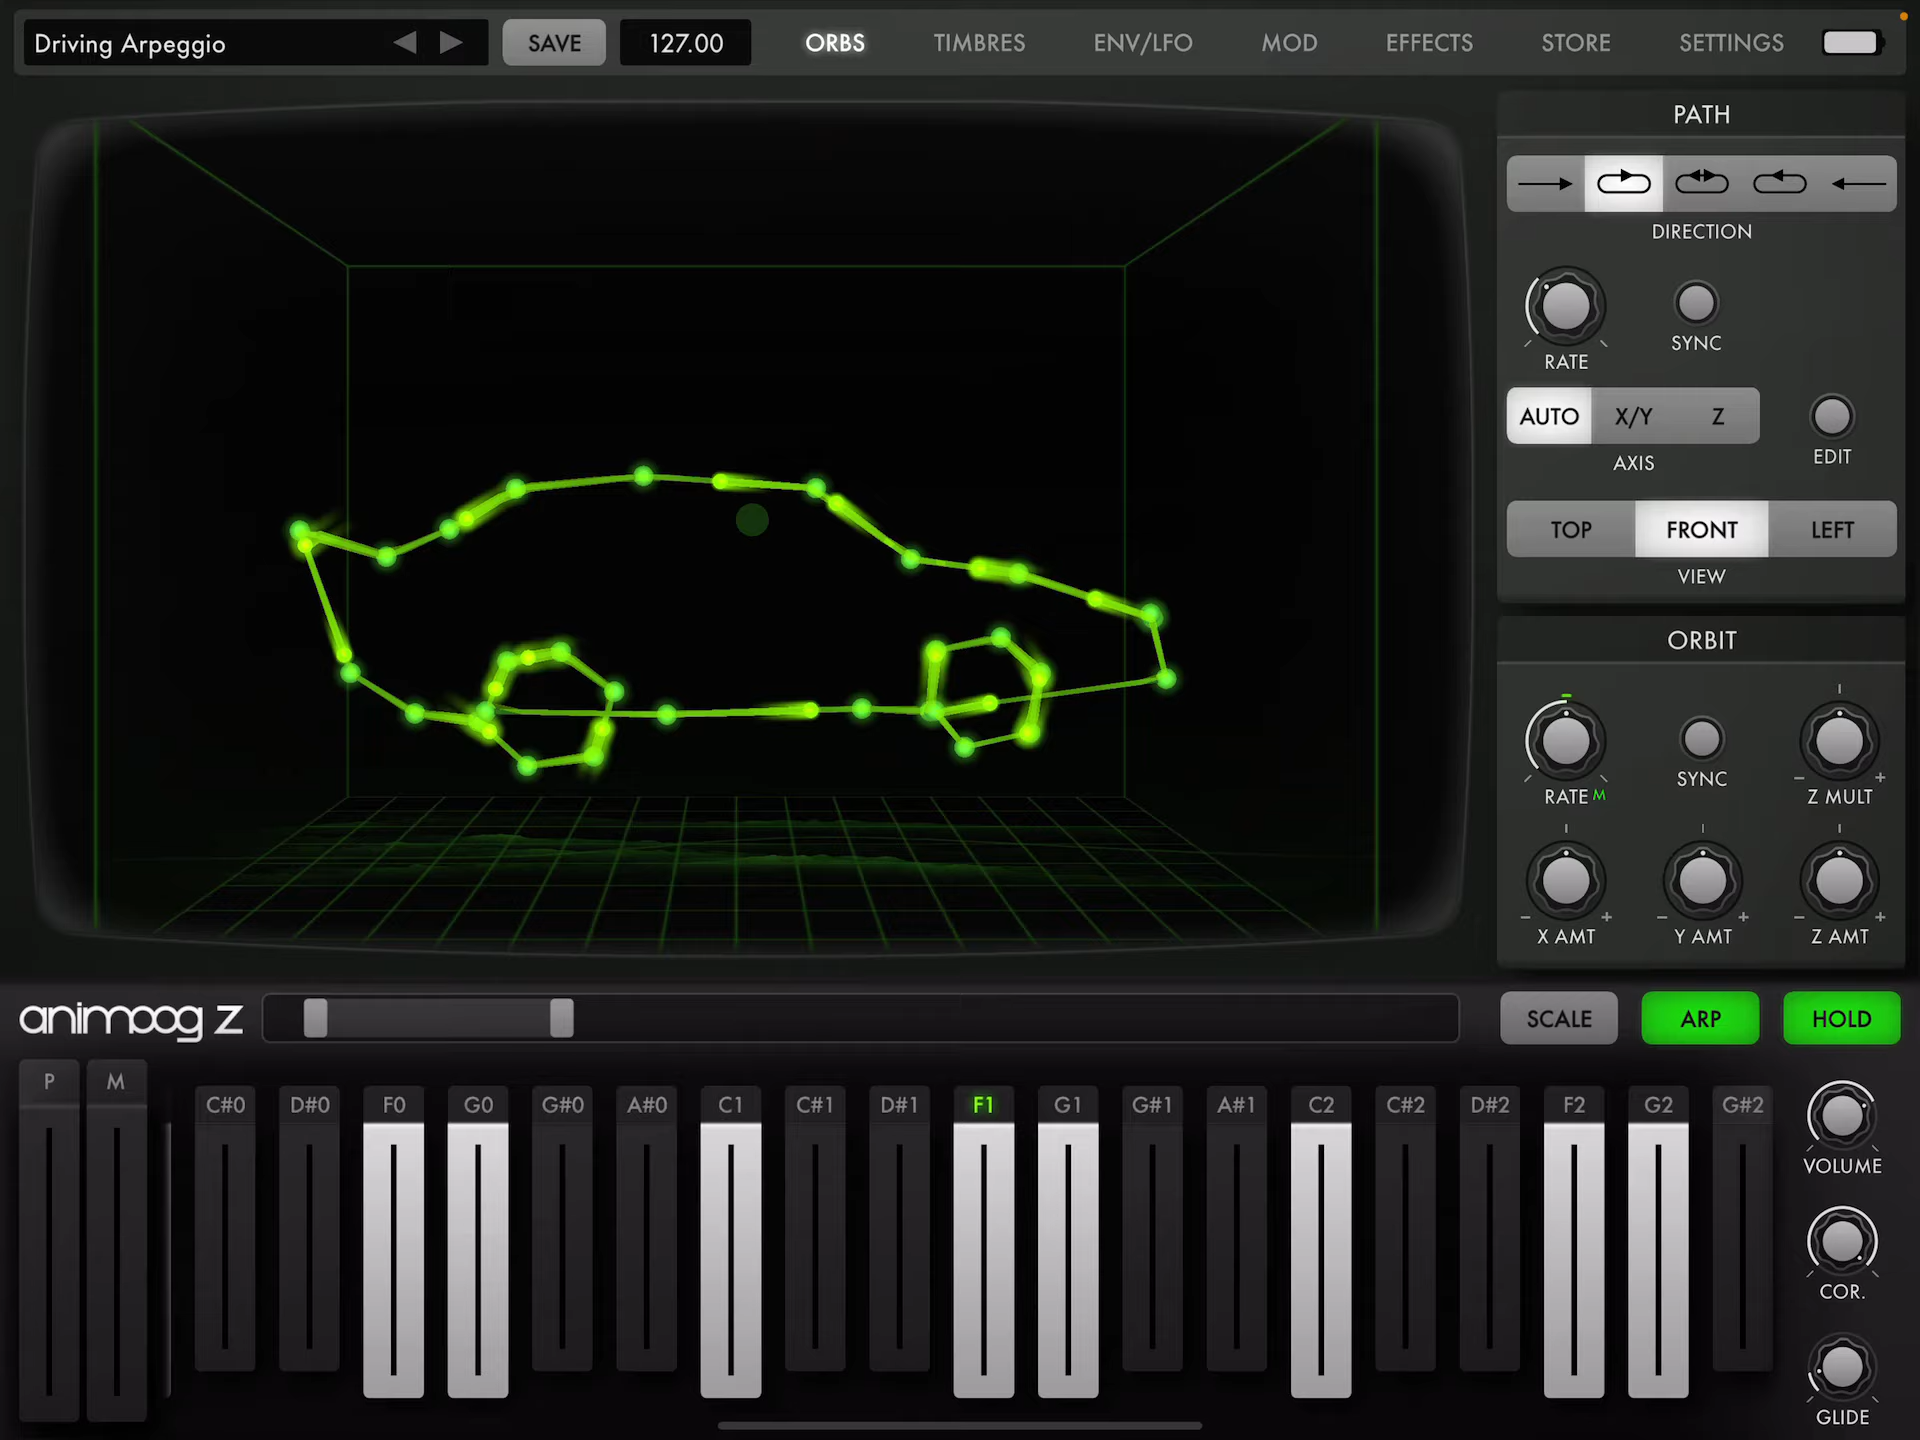 Driving Arpeggio
SAVE
127.00
ORBS
TIMBRES
ENV/LFO
MOD
EFFECTS
STORE
SETTINGS
PATH
DIRECTION
RATE
SYNC
AUTO X/Y Z
AXIS
EDIT
TOP FRONT LEFT
VIEW
ORBIT
RATE M
SYNC
− Z MULT +
− X AMT +
− Y AMT +
− Z AMT +
animoog Z
SCALE
ARP
HOLD
P M
C#0 D#0 F0 G0 G#0 A#0 C1 C#1 D#1 F1 G1 G#1 A#1 C2 C#2 D#2 F2 G2 G#2
VOLUME
COR.
GLIDE